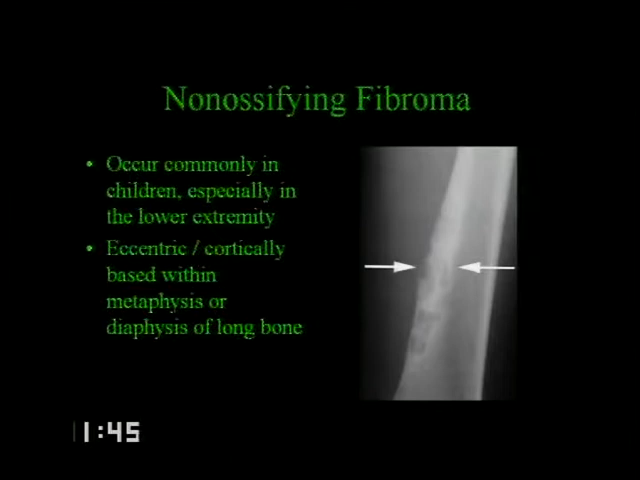 Nonossifying Fibroma
• Occur commonly in
children, especially in
the lower extremity
• Eccentric / cortically
based within
metaphysis or
diaphysis of long bone
1:45